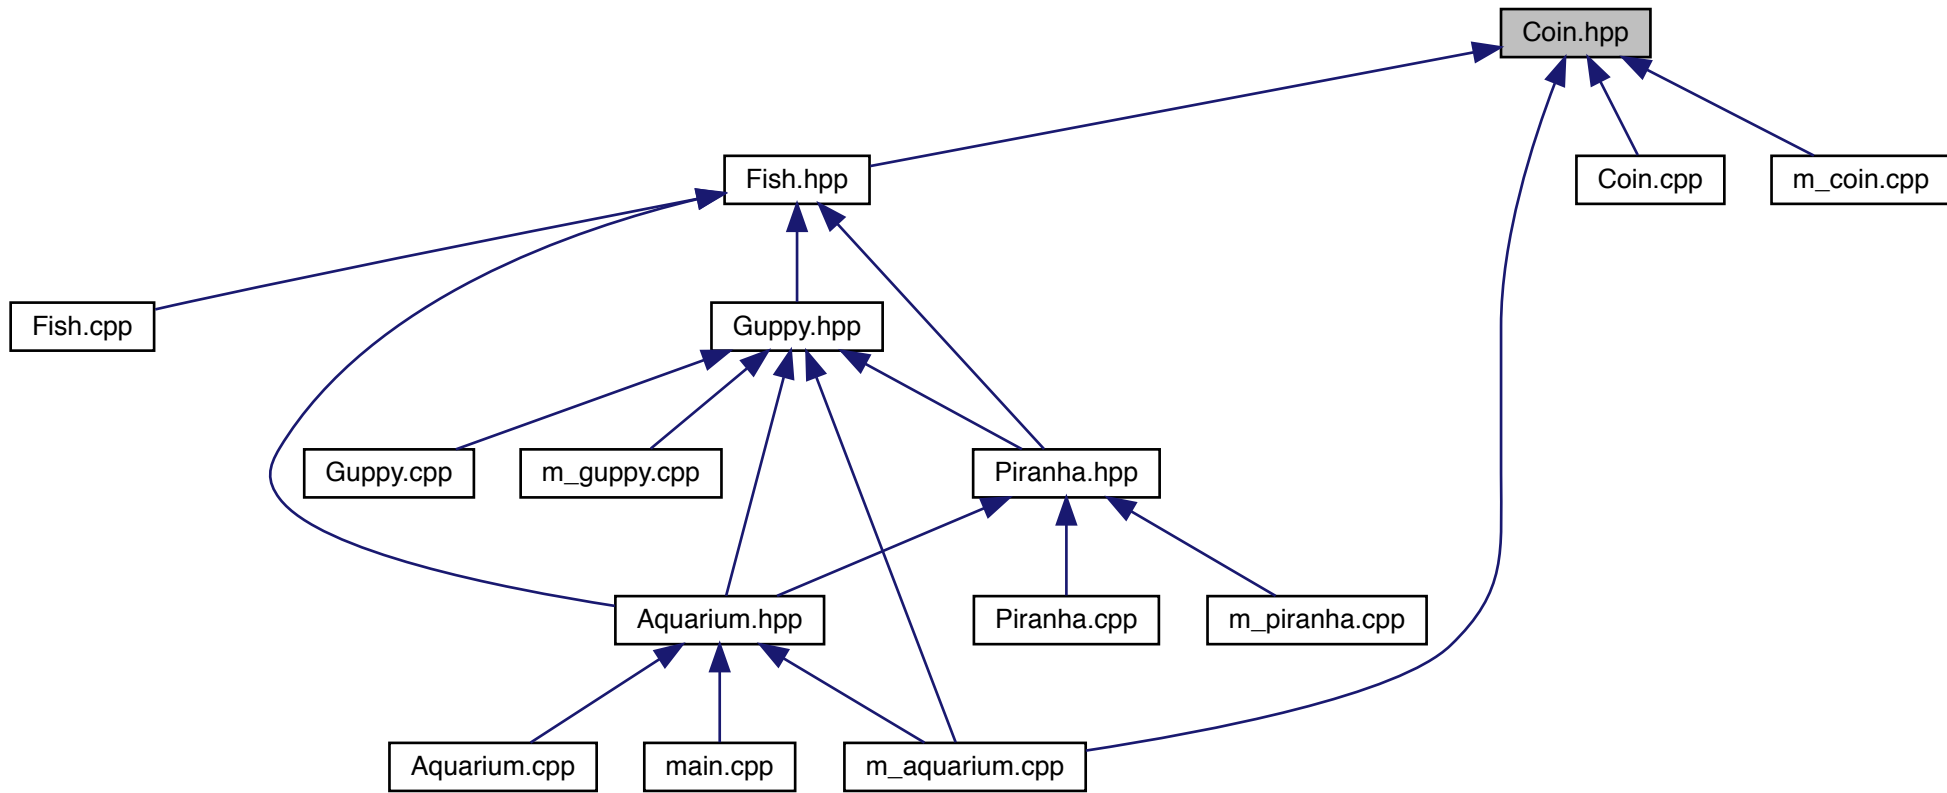 Coin.hpp
Fish.hpp
Coin.cpp
m_coin.cpp
Fish.cpp
Guppy.hpp
Guppy.cpp
m_guppy.cpp
Piranha.hpp
Aquarium.hpp
Piranha.cpp
m_piranha.cpp
Aquarium.cpp
main.cpp
m_aquarium.cpp